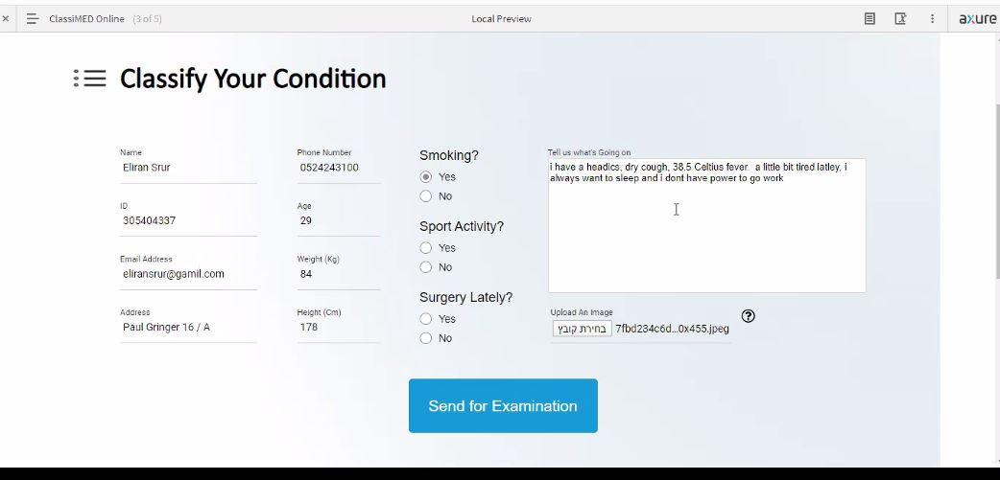 ClassiMED Online (3 of 5)
Local Preview
axure
Classify Your Condition
Name
Eliran Srur
ID
305404337
Email Address
eliransrur@gamil.com
Address
Paul Gringer 16 / A
Phone Number
0524243100
Age
29
Weight (Kg)
84
Height (Cm)
178
Smoking?
Yes
No
Sport Activity?
Yes
No
Surgery Lately?
Yes
No
Tell us what's Going on
i have a headics, dry cough, 38.5 Celtius fever.  a little bit tired latley, i
always want to sleep and i dont have power to go work
Upload An Image
בחירת קובץ 7fbd234c6d...0x455.jpeg
Send for Examination